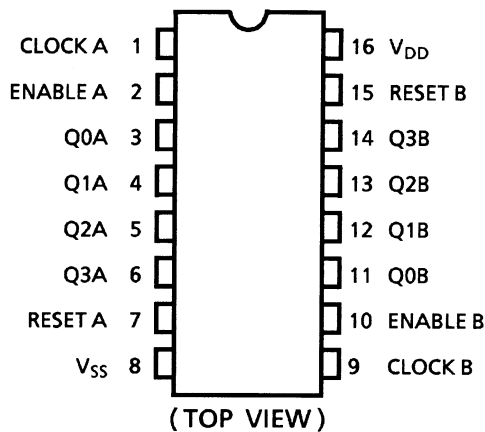 CLOCK A 1 16 VDD
ENABLE A 2 15 RESET B
Q0A 3 14 Q3B
Q1A 4 13 Q2B
Q2A 5 12 Q1B
Q3A 6 11 Q0B
RESET A 7 10 ENABLE B
VSS 8 9 CLOCK B
(TOP VIEW)